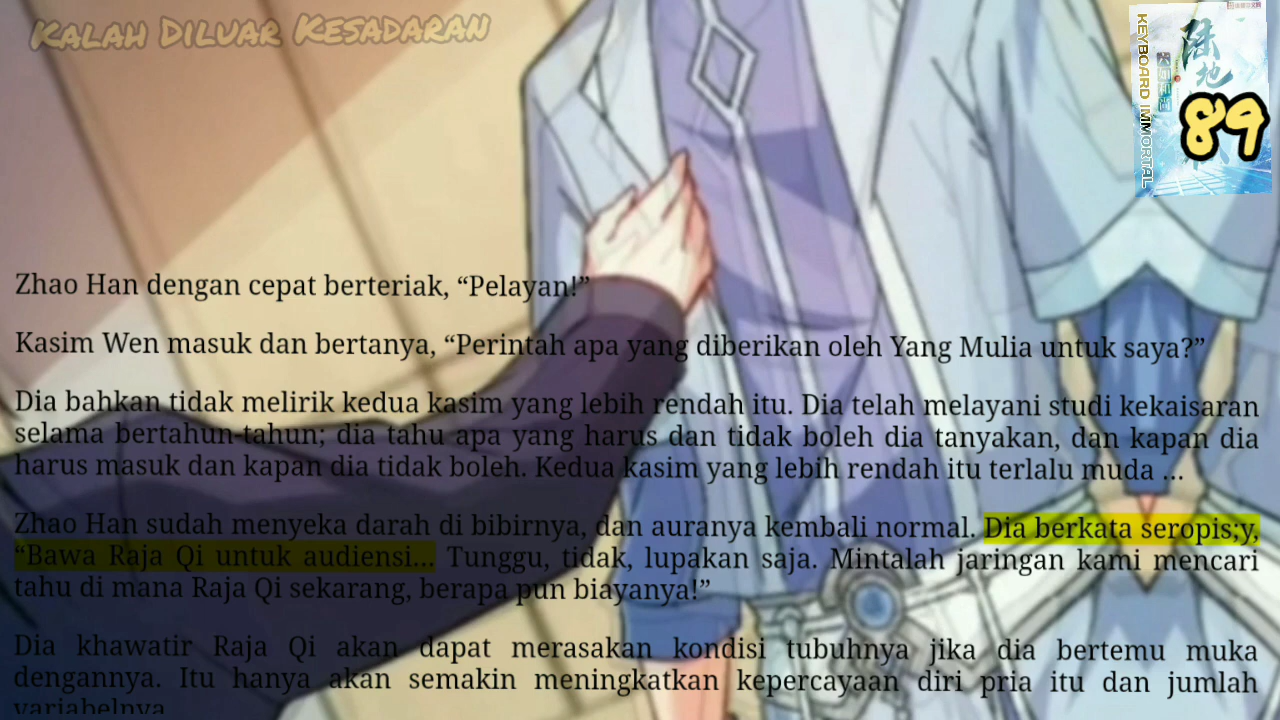 Kalah Diluar Kesadaran
KEYBOARD IMMORTAL
陆地
89
Zhao Han dengan cepat berteriak, “Pelayan!”
Kasim Wen masuk dan bertanya, “Perintah apa yang diberikan oleh Yang Mulia untuk saya?”
Dia bahkan tidak melirik kedua kasim yang lebih rendah itu. Dia telah melayani studi kekaisaran
selama bertahun-tahun; dia tahu apa yang harus dan tidak boleh dia tanyakan, dan kapan dia
harus masuk dan kapan dia tidak boleh. Kedua kasim yang lebih rendah itu terlalu muda ...
Zhao Han sudah menyeka darah di bibirnya, dan auranya kembali normal. Dia berkata seropis;y,
“Bawa Raja Qi untuk audiensi... Tunggu, tidak, lupakan saja. Mintalah jaringan kami mencari
tahu di mana Raja Qi sekarang, berapa pun biayanya!”
Dia khawatir Raja Qi akan dapat merasakan kondisi tubuhnya jika dia bertemu muka
dengannya. Itu hanya akan semakin meningkatkan kepercayaan diri pria itu dan jumlah
variabelnya